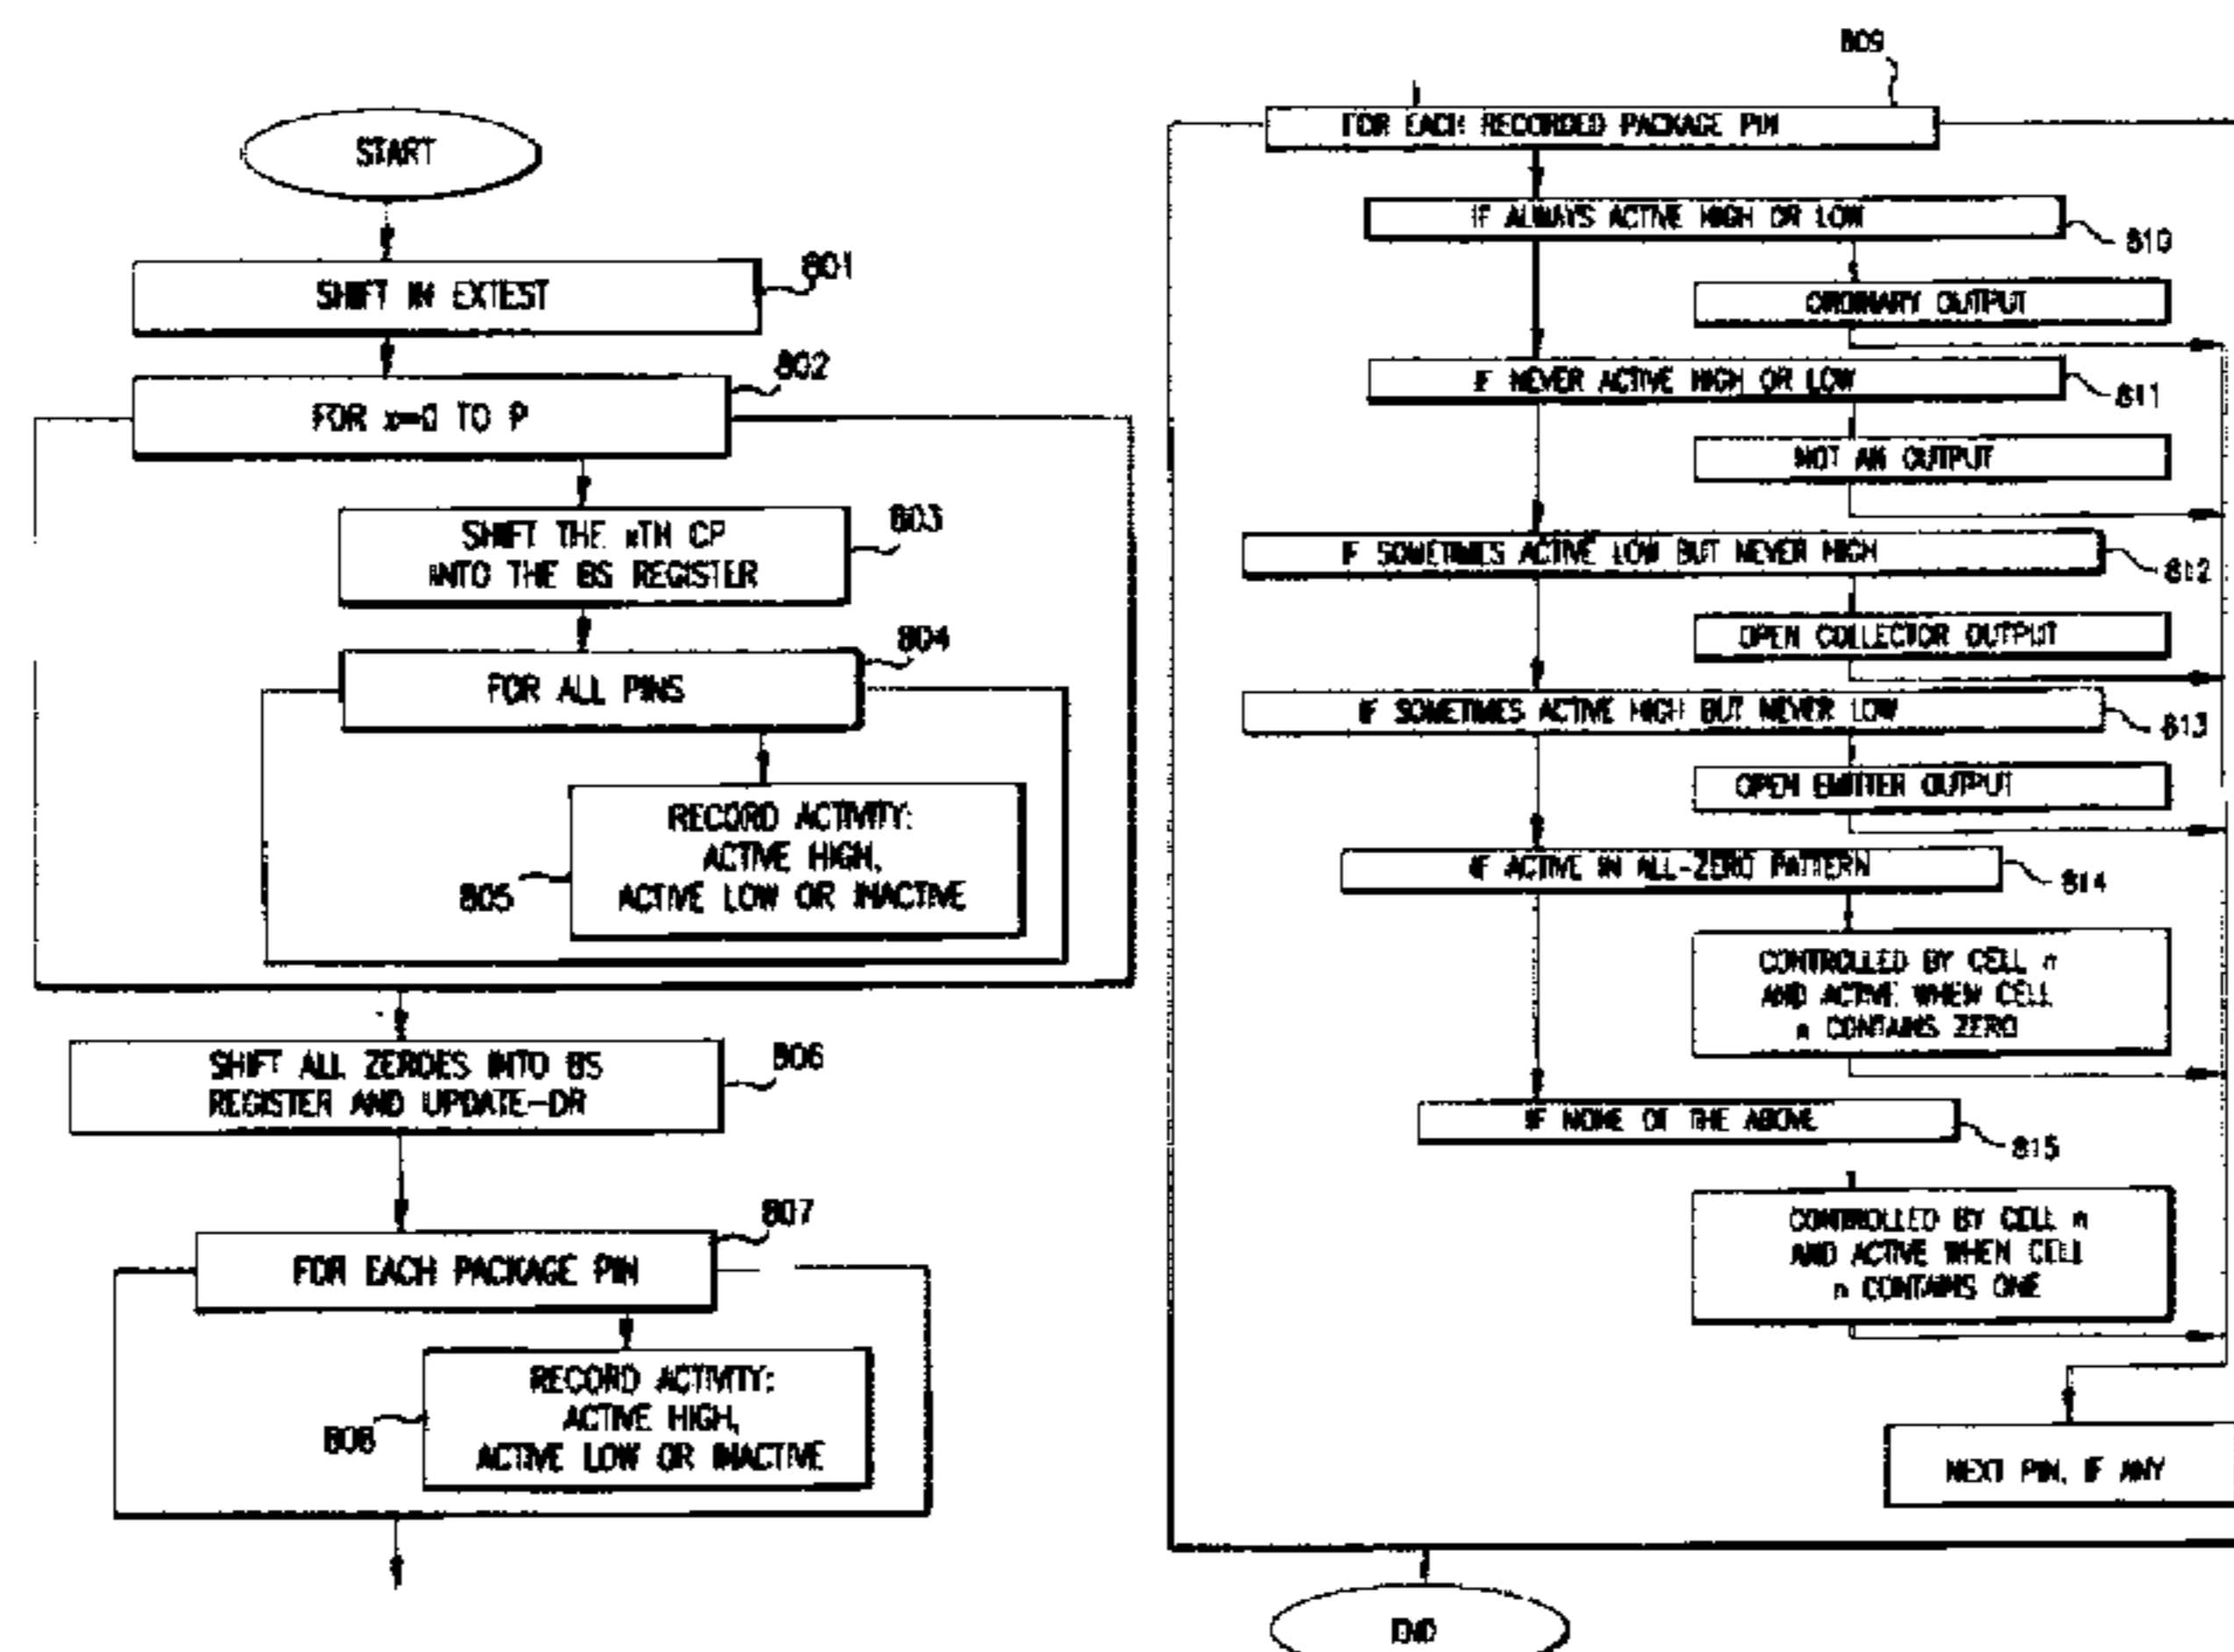 START
801
SHIFT IN EXTEST
802
FOR x=0 TO P
803
SHIFT THE xTH CP
INTO THE BS REGISTER
804
FOR ALL PINS
805
RECORD ACTIVITY:
ACTIVE HIGH,
ACTIVE LOW OR INACTIVE
806
SHIFT ALL ZEROES INTO BS
REGISTER AND UPDATE-DR
807
FOR EACH PACKAGE PIN
808
RECORD ACTIVITY:
ACTIVE HIGH,
ACTIVE LOW OR INACTIVE
809
FOR EACH RECORDED PACKAGE PIN
IF ALWAYS ACTIVE HIGH OR LOW
810
ORDINARY OUTPUT
IF NEVER ACTIVE HIGH OR LOW
811
NOT AN OUTPUT
IF SOMETIMES ACTIVE LOW BUT NEVER HIGH
812
OPEN COLLECTOR OUTPUT
IF SOMETIMES ACTIVE HIGH BUT NEVER LOW
813
OPEN EMITTER OUTPUT
IF ACTIVE IN ALL-ZERO PATTERN
814
CONTROLLED BY CELL n
AND ACTIVE WHEN CELL
n CONTAINS ZERO
IF NONE OF THE ABOVE
815
CONTROLLED BY CELL n
AND ACTIVE WHEN CELL
n CONTAINS ONE
NEXT PIN, IF ANY
END